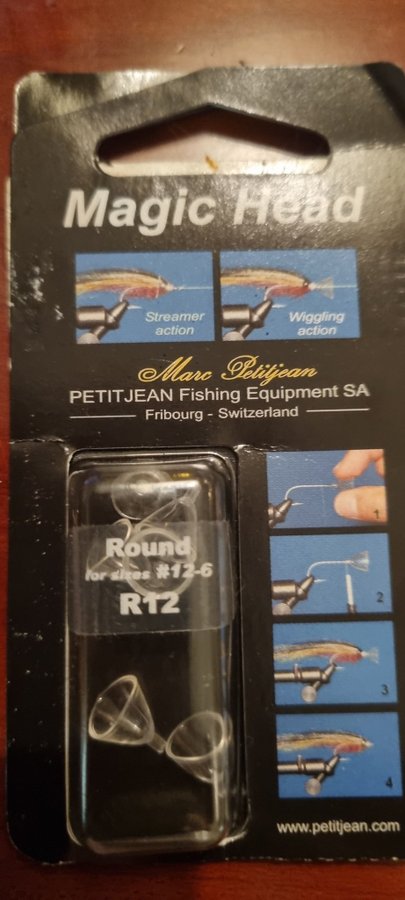 Magic Head
Streamer
action
Wiggling
action
Marc Petitjean
PETITJEAN Fishing Equipment SA
Fribourg - Switzerland
Round
for sizes #12-6
R12
1
2
3
4
www.petitjean.com